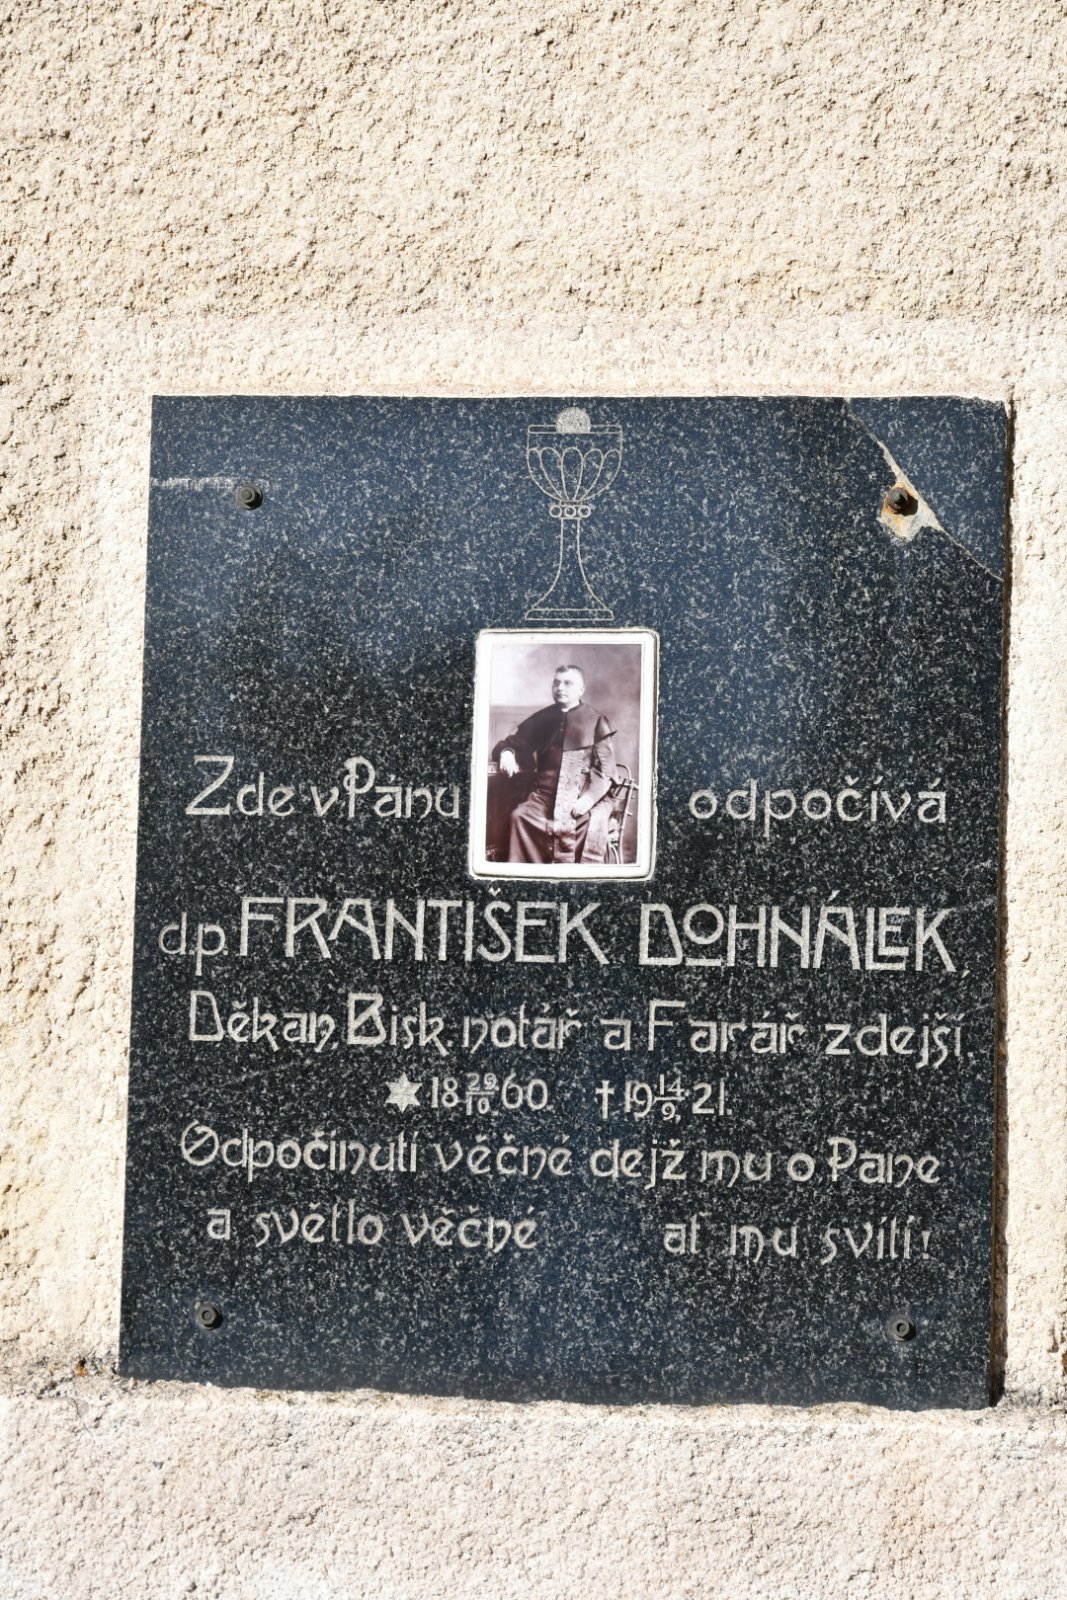 Zde v Pánu odpočívá
d.p. FRANTIŠEK DOHNÁLEK,
Děkan, Bisk. notář a Farář zdejší.
* 18 29/10. 60. † 19 14/9. 21.
Odpočinutí věčné dejž mu o Pane
a světlo věčné ať mu svítí!